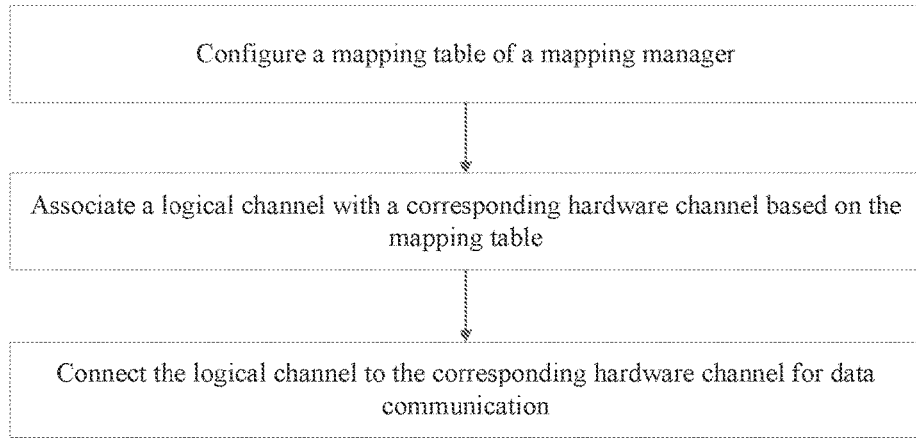 Configure a mapping table of a mapping manager
Associate a logical channel with a corresponding hardware channel based on the
mapping table
Connect the logical channel to the corresponding hardware channel for data
communication